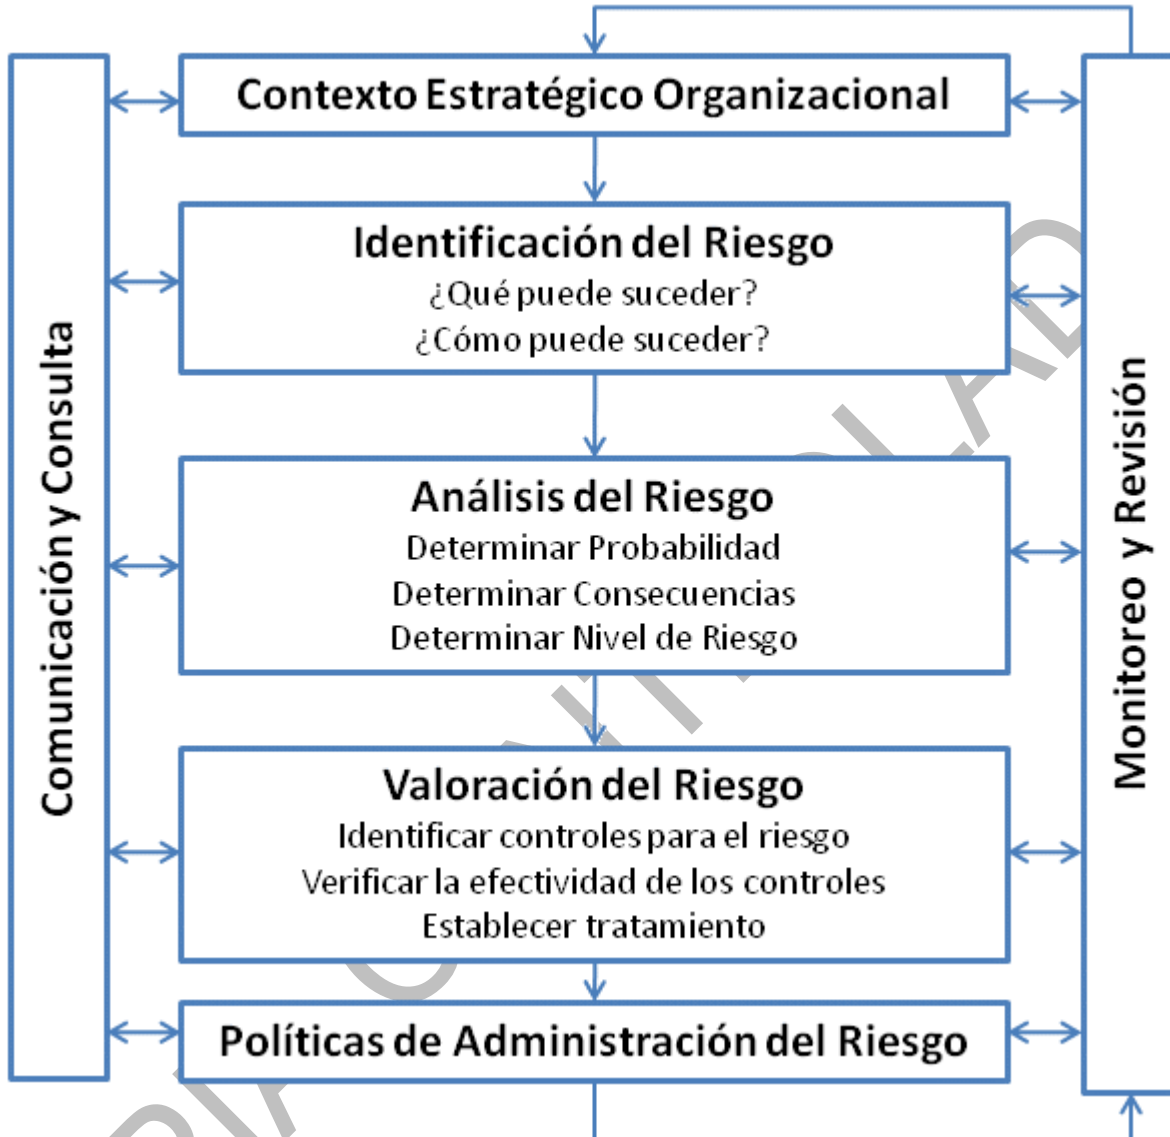 Contexto Estratégico Organizacional
Identificación del Riesgo
¿Qué puede suceder?
¿Cómo puede suceder?
Análisis del Riesgo
Determinar Probabilidad
Determinar Consecuencias
Determinar Nivel de Riesgo
Valoración del Riesgo
Identificar controles para el riesgo
Verificar la efectividad de los controles
Establecer tratamiento
Políticas de Administración del Riesgo
Comunicación y Consulta
Monitoreo y Revisión